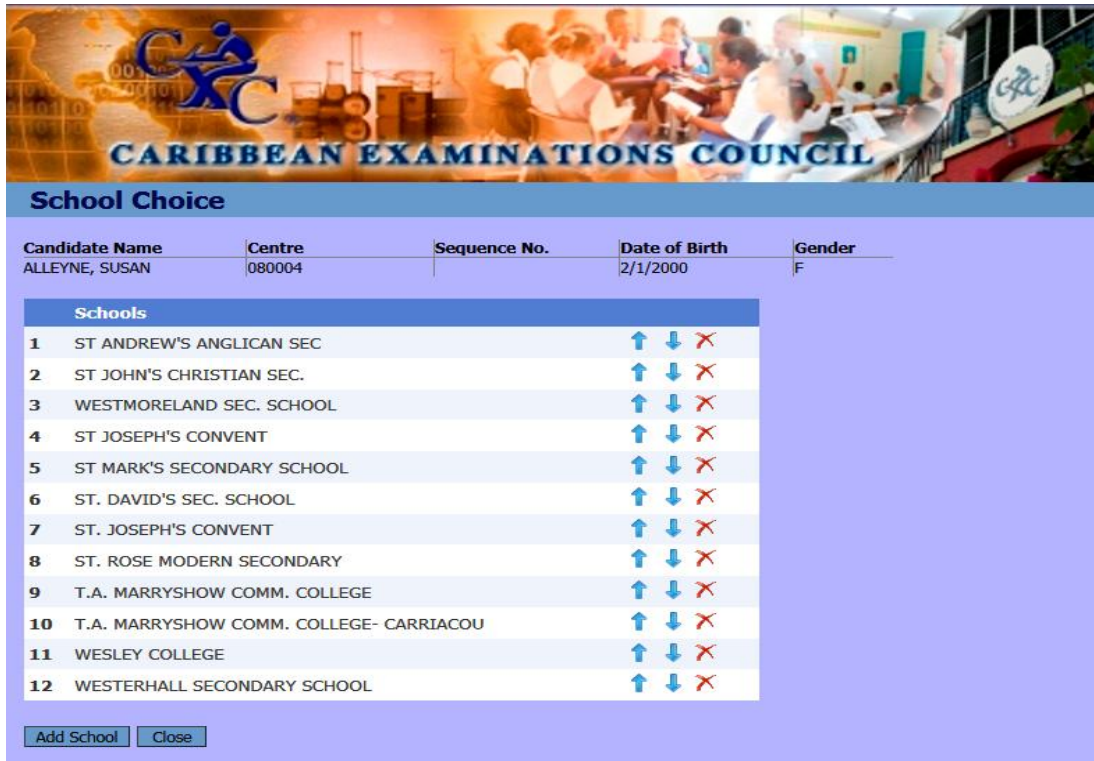 CXC
CXC
CARIBBEAN EXAMINATIONS COUNCIL
School Choice
Candidate Name Centre Sequence No. Date of Birth Gender
ALLEYNE, SUSAN 080004 2/1/2000 F
Schools
1 ST ANDREW'S ANGLICAN SEC
2 ST JOHN'S CHRISTIAN SEC.
3 WESTMORELAND SEC. SCHOOL
4 ST JOSEPH'S CONVENT
5 ST MARK'S SECONDARY SCHOOL
6 ST. DAVID'S SEC. SCHOOL
7 ST. JOSEPH'S CONVENT
8 ST. ROSE MODERN SECONDARY
9 T.A. MARRYSHOW COMM. COLLEGE
10 T.A. MARRYSHOW COMM. COLLEGE- CARRIACOU
11 WESLEY COLLEGE
12 WESTERHALL SECONDARY SCHOOL
Add School Close